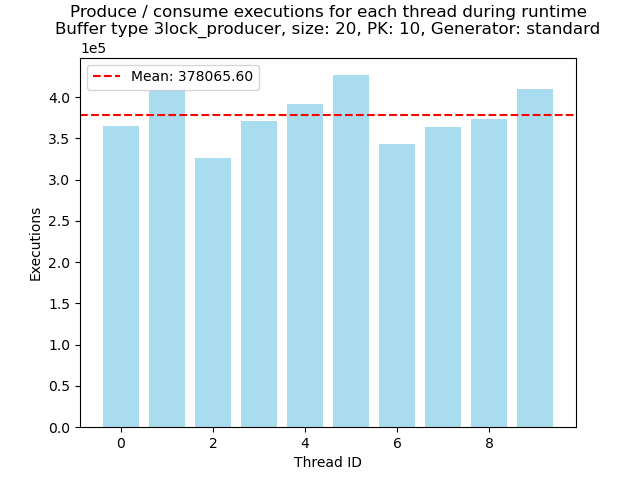 Produce / consume executions for each thread during runtime
Buffer type 3lock_producer, size: 20, PK: 10, Generator: standard
1e5
Mean: 378065.60
4.0
3.5
3.0
2.5
2.0
1.5
1.0
0.5
0.0
Executions
0 2 4 6 8
Thread ID